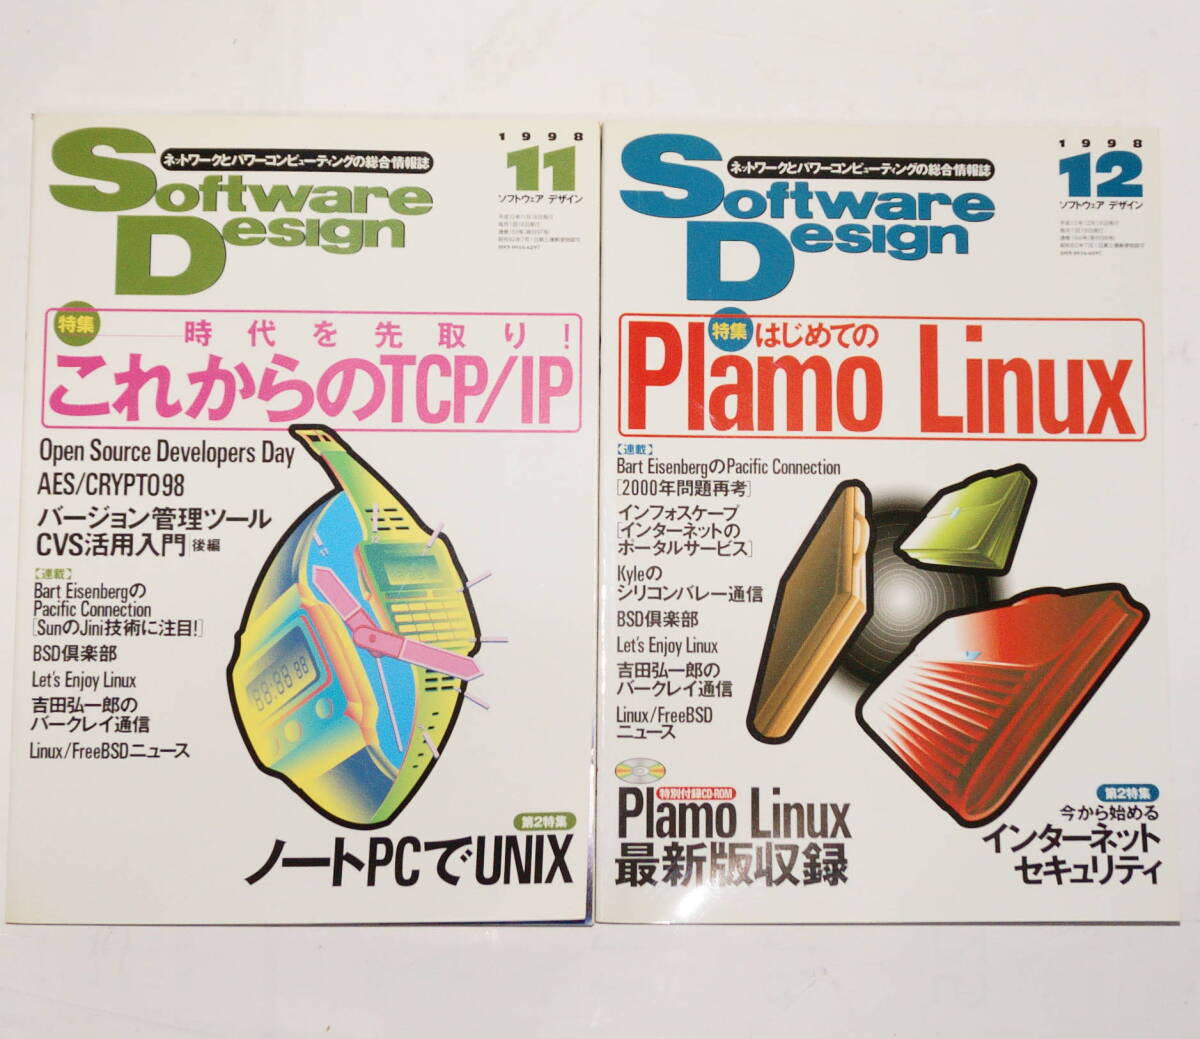 ネットワークとパワーコンピューティングの総合情報誌
Software
Design
1998
11
ソフトウェア デザイン
特集
時代を先取り!
これからのTCP/IP
Open Source Developers Day
AES/CRYPTO98
バージョン管理ツール
CVS活用入門 後編
【連載】
Bart Eisenbergの
Pacific Connection
[SunのJini技術に注目!]
BSD倶楽部
Let's Enjoy Linux
吉田弘一郎の
バークレイ通信
Linux/FreeBSDニュース
第2特集
ノートPCでUNIX
ネットワークとパワーコンピューティングの総合情報誌
Software
Design
1998
12
ソフトウェア デザイン
特集 はじめての
Plamo Linux
【連載】
Bart EisenbergのPacific Connection
[2000年問題再考]
インフォスケープ
[インターネットの
ポータルサービス]
Kyleの
シリコンバレー通信
BSD倶楽部
Let's Enjoy Linux
吉田弘一郎の
バークレイ通信
Linux/FreeBSD
ニュース
特別付録CD-ROM
Plamo Linux
最新版収録
第2特集
今から始める
インターネット
セキュリティ